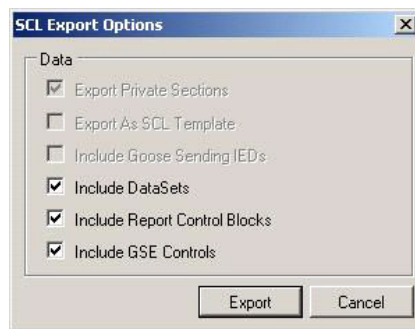 SCL Export Options
Data
Export Private Sections
Export As SCL Template
Include Goose Sending IEDs
Include DataSets
Include Report Control Blocks
Include GSE Controls
Export
Cancel